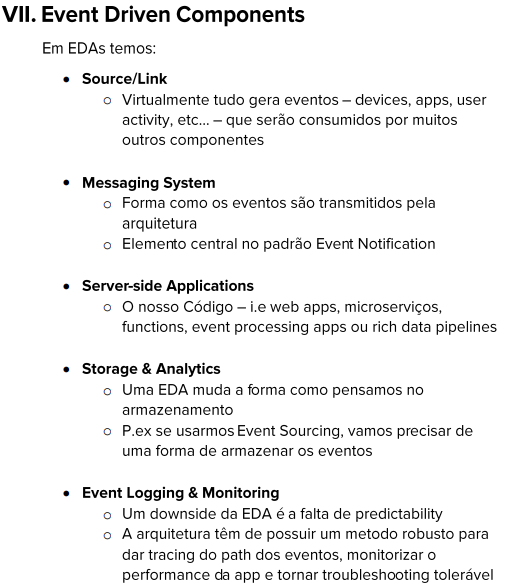 VII. Event Driven Components
Em EDAs temos:
• Source/Link
o Virtualmente tudo gera eventos – devices, apps, user
activity, etc... – que serão consumidos por muitos
outros componentes
• Messaging System
o Forma como os eventos são transmitidos pela
arquitetura
o Elemento central no padrão Event Notification
• Server-side Applications
o O nosso Código – i.e web apps, microserviços,
functions, event processing apps ou rich data pipelines
• Storage & Analytics
o Uma EDA muda a forma como pensamos no
armazenamento
o P.ex se usarmos Event Sourcing, vamos precisar de
uma forma de armazenar os eventos
• Event Logging & Monitoring
o Um downside da EDA é a falta de predictability
o A arquitetura têm de possuir um metodo robusto para
dar tracing do path dos eventos, monitorizar o
performance da app e tornar troubleshooting tolerável